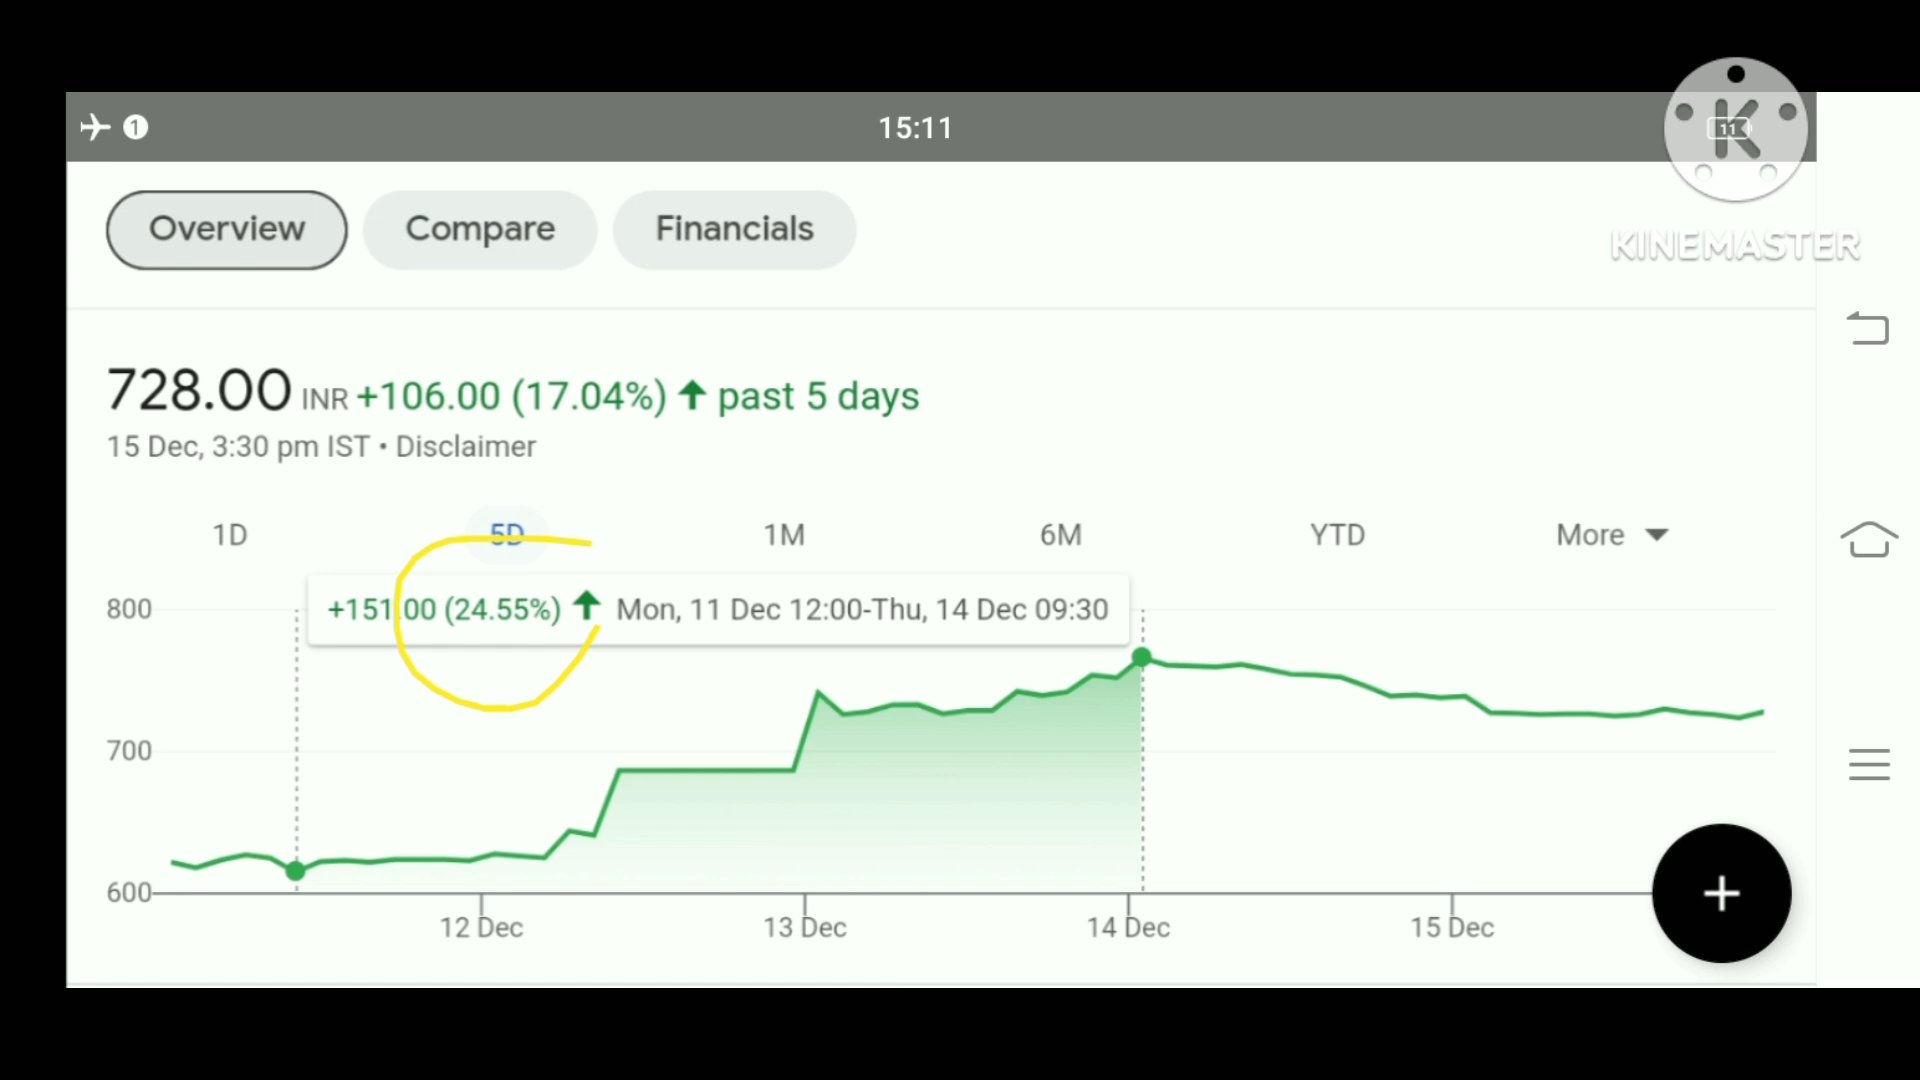 1 15:11 11
K
KINEMASTER
Overview Compare Financials
728.00 INR +106.00 (17.04%) ↑ past 5 days
15 Dec, 3:30 pm IST • Disclaimer
1D 5D 1M 6M YTD More
+151.00 (24.55%) ↑ Mon, 11 Dec 12:00-Thu, 14 Dec 09:30
800
700
600
12 Dec 13 Dec 14 Dec 15 Dec
+